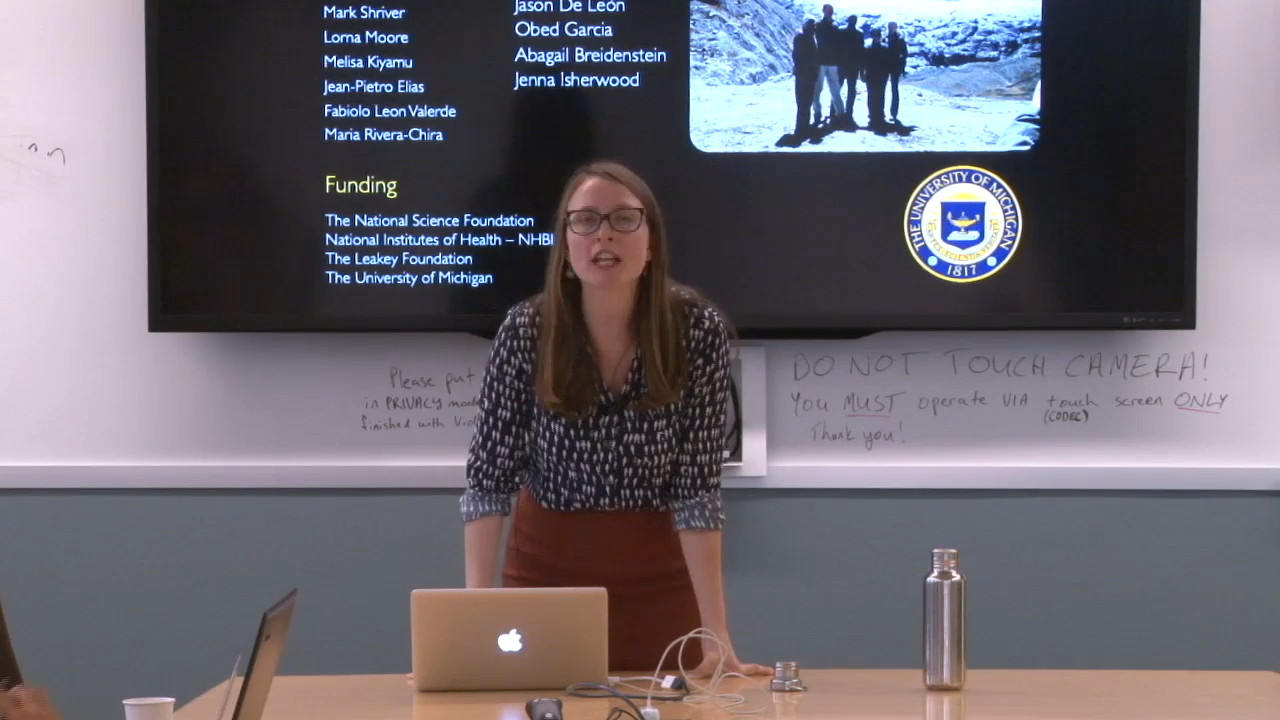 Mark Shriver
Lorna Moore
Melisa Kiyamu
Jean-Pietro Elias
Fabiolo Leon Valerde
Maria Rivera-Chira
Jason De León
Obed Garcia
Abagail Breidenstein
Jenna Isherwood
Funding
The National Science Foundation
National Institutes of Health – NHB
The Leakey Foundation
The University of Michigan
THE UNIVERSITY OF MICHIGAN
1817
Please put
in PRIVACY mode
finished with
DO NOT TOUCH CAMERA!
You MUST operate VIA touch screen ONLY
(CODEC)
Thank you!